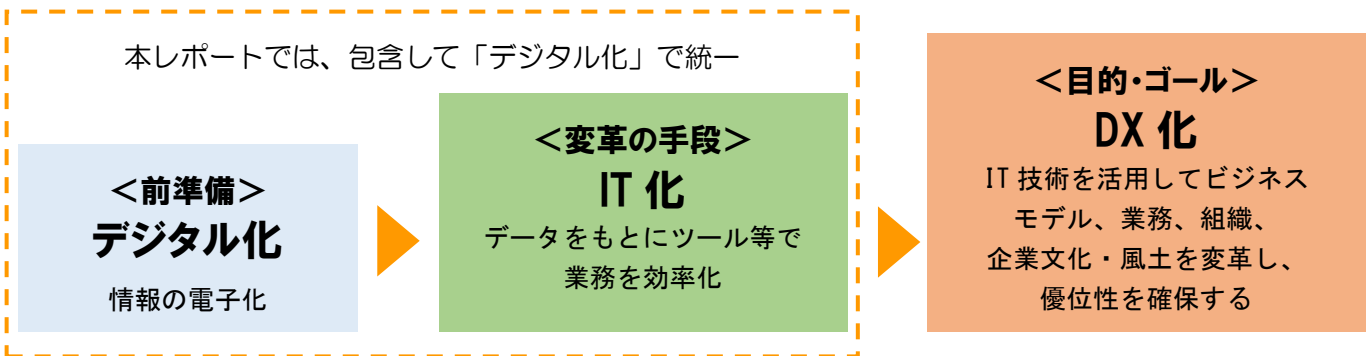 本レポートでは、包含して「デジタル化」で統一
＜前準備＞
デジタル化
情報の電子化
＜変革の手段＞
IT 化
データをもとにツール等で
業務を効率化
＜目的・ゴール＞
DX 化
IT 技術を活用してビジネス
モデル、業務、組織、
企業文化・風土を変革し、
優位性を確保する